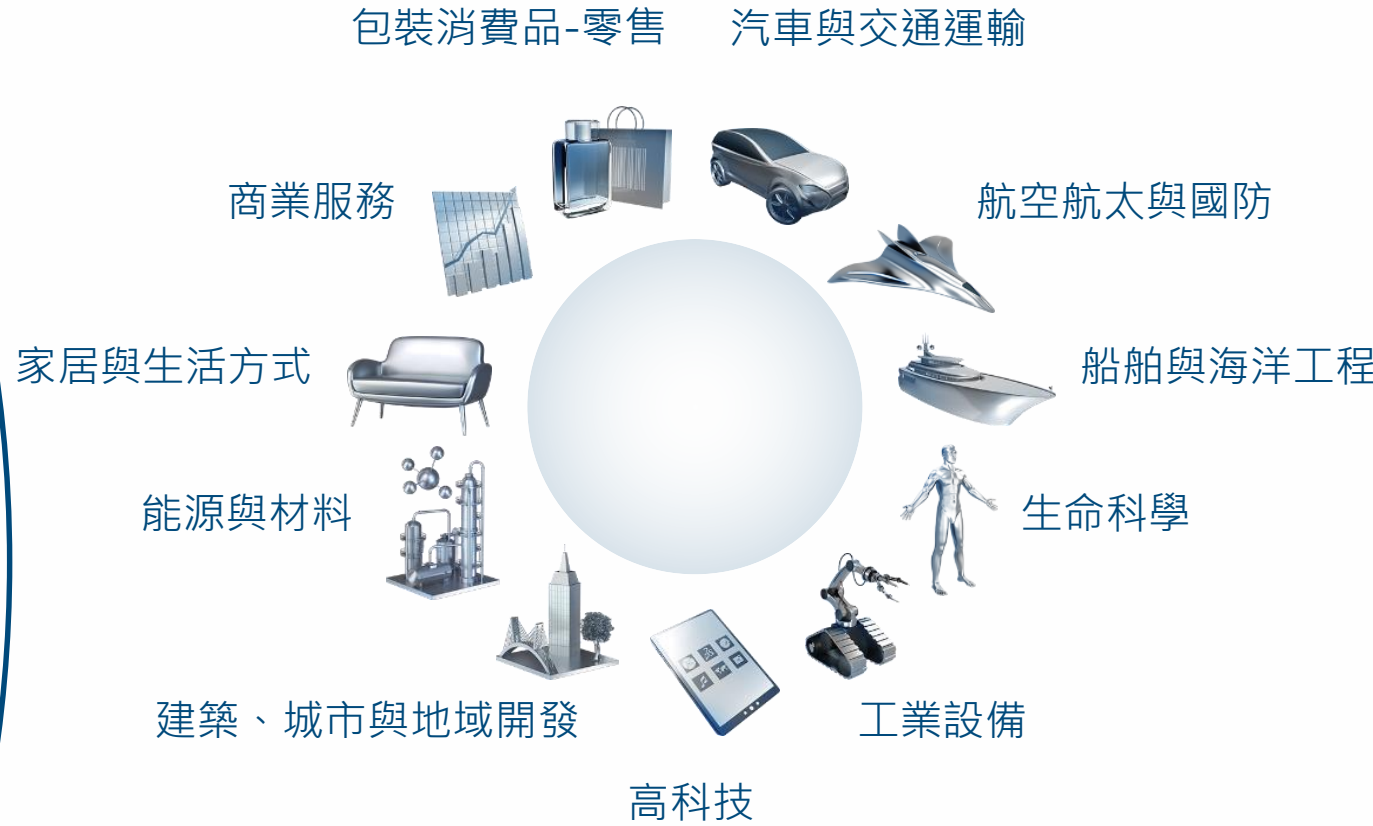 包裝消費品-零售
汽車與交通運輸
商業服務
航空航太與國防
家居與生活方式
船舶與海洋工程
能源與材料
生命科學
建築、城市與地域開發
工業設備
高科技